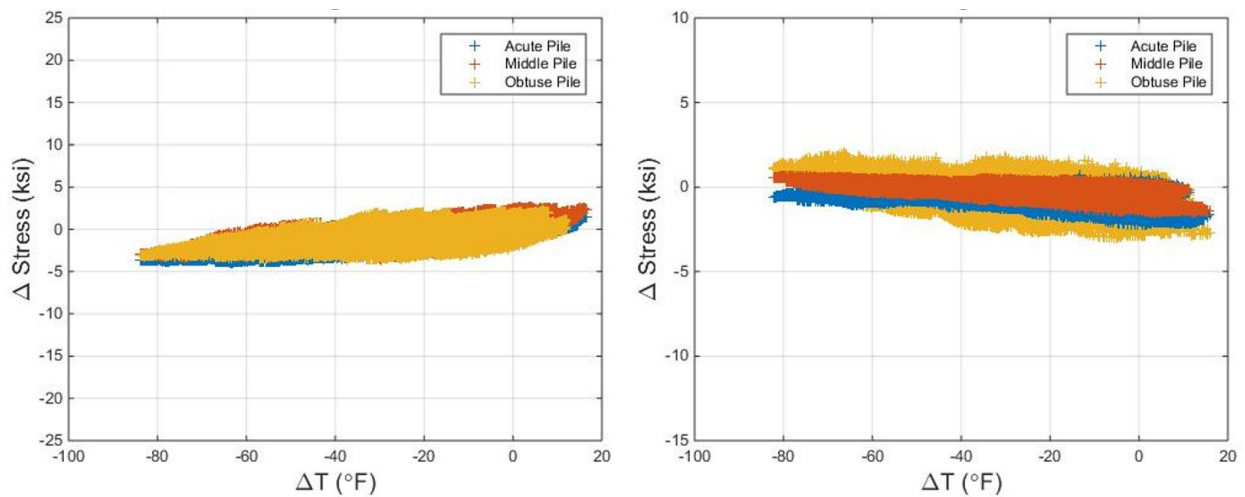 25
20
15
10
5
0
-5
-10
-15
-20
-25
Δ Stress (ksi)
Acute Pile
Middle Pile
Obtuse Pile
-100 -80 -60 -40 -20 0 20
ΔT (°F)
10
5
0
-5
-10
-15
Δ Stress (ksi)
Acute Pile
Middle Pile
Obtuse Pile
-100 -80 -60 -40 -20 0 20
ΔT (°F)